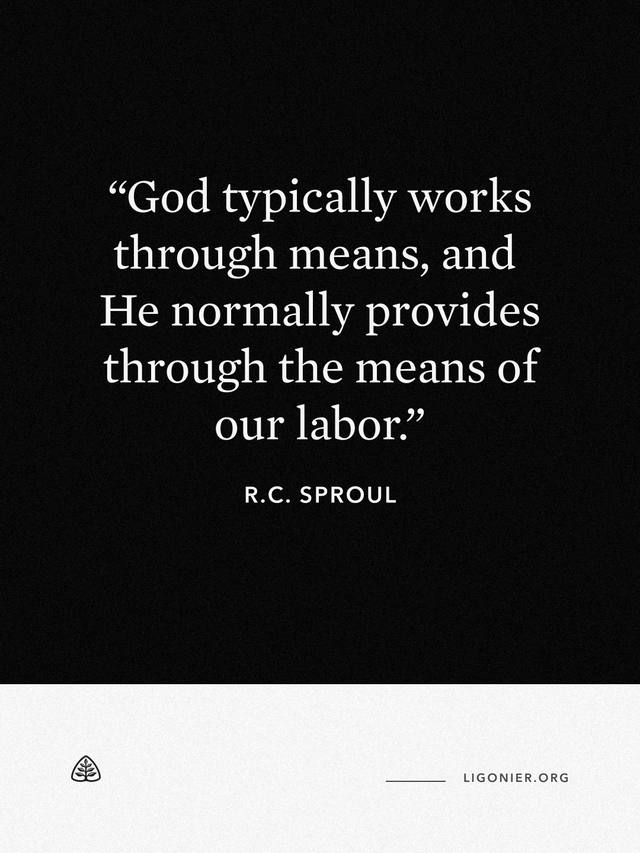 “God typically works
through means, and
He normally provides
through the means of
our labor.”
R.C. SPROUL
LIGONIER.ORG